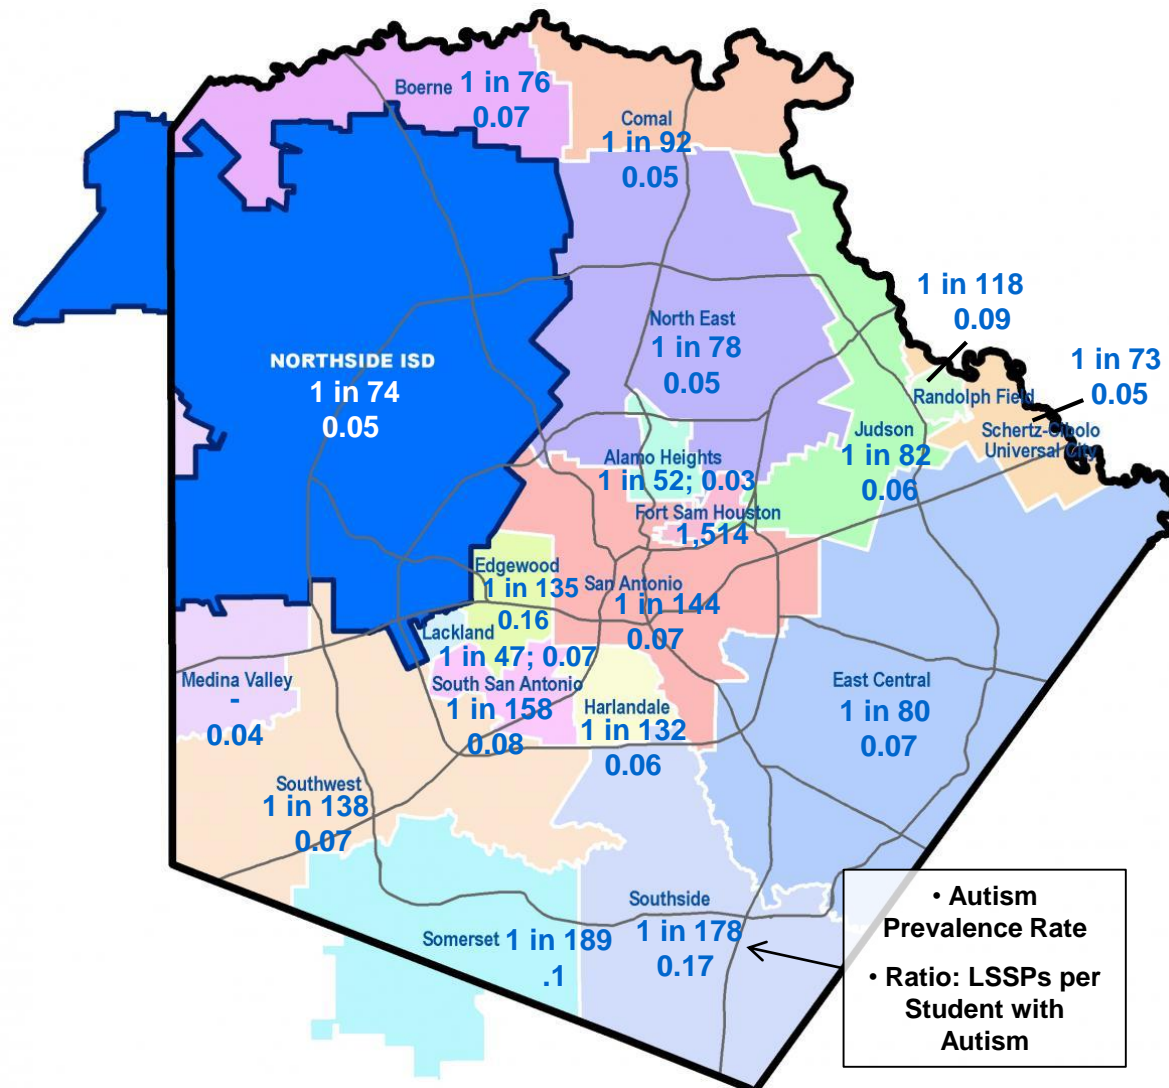 Boerne 1 in 76
0.07
Comal
1 in 92
0.05
1 in 118
0.09
North East
1 in 78
0.05
1 in 73
0.05
NORTHSIDE ISD
1 in 74
0.05
Randolph Field
Schertz-Cibolo
Universal City
Judson
1 in 82
0.06
Alamo Heights
1 in 52; 0.03
Fort Sam Houston
1,514
Edgewood
1 in 135
0.16
San Antonio
1 in 144
0.07
Lackland
1 in 47; 0.07
South San Antonio
1 in 158
0.08
Medina Valley
-
0.04
Harlandale
1 in 132
0.06
East Central
1 in 80
0.07
Southwest
1 in 138
0.07
Southside
1 in 178
0.17
Somerset 1 in 189
.1
• Autism
Prevalence Rate
• Ratio: LSSPs per
Student with
Autism